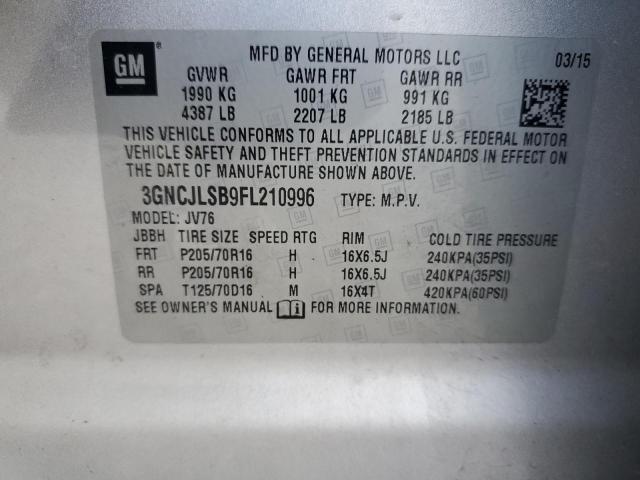 GM
MFD BY GENERAL MOTORS LLC 03/15
GVWR GAWR FRT GAWR RR
1990 KG 1001 KG 991 KG
4387 LB 2207 LB 2185 LB
THIS VEHICLE CONFORMS TO ALL APPLICABLE U.S. FEDERAL MOTOR
VEHICLE SAFETY AND THEFT PREVENTION STANDARDS IN EFFECT ON
THE DATE OF MANUFACTURE SHOWN ABOVE.
3GNCJLSB9FL210996 TYPE: M.P.V.
MODEL: JV76
JBBH TIRE SIZE SPEED RTG RIM COLD TIRE PRESSURE
FRT P205/70R16 H 16X6.5J 240KPA(35PSI)
RR P205/70R16 H 16X6.5J 240KPA(35PSI)
SPA T125/70D16 M 16X4T 420KPA(60PSI)
SEE OWNER'S MANUAL FOR MORE INFORMATION.